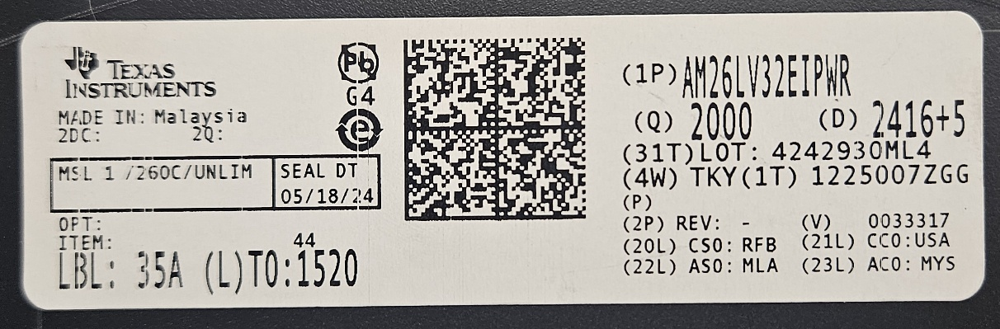 TEXAS
INSTRUMENTS
MADE IN: Malaysia
2DC: 2Q:
Pb
G4
e
MSL 1 /260C/UNLIM
SEAL DT
05/18/24
OPT:
ITEM:
44
LBL: 35A (L)TO:1520
(1P) AM26LV32EIPWR
(Q) 2000 (D) 2416+5
(31T)LOT: 4242930ML4
(4W) TKY(1T) 1225007ZGG
(P)
(2P) REV: - (V) 0033317
(20L) CSO: RFB (21L) CCO:USA
(22L) ASO: MLA (23L) ACO: MYS